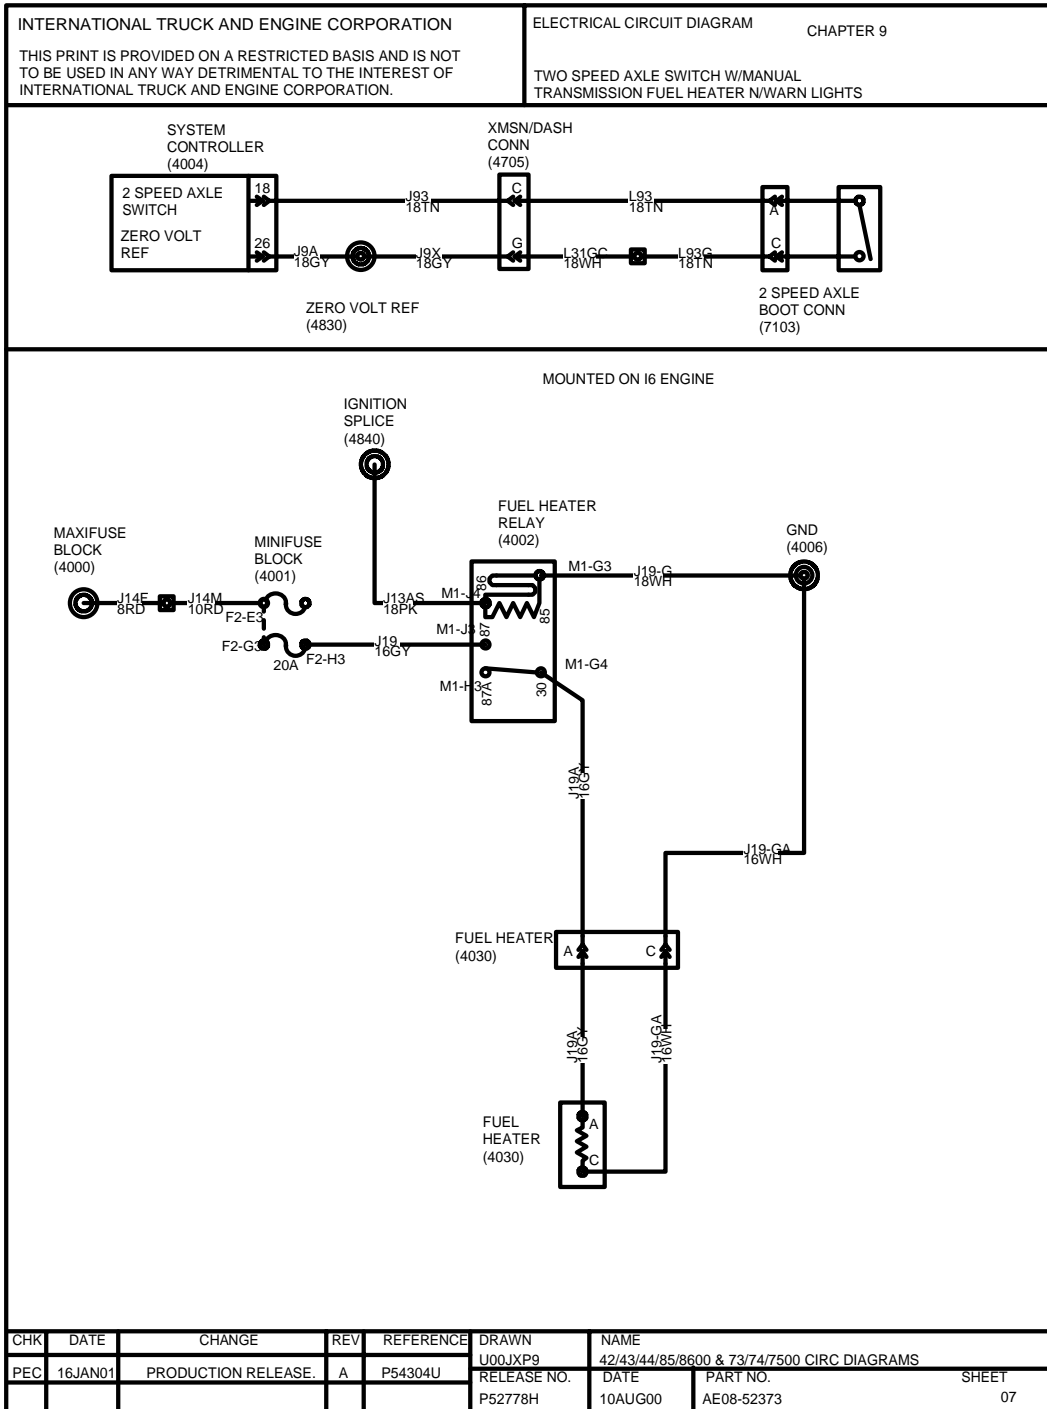 INTERNATIONAL TRUCK AND ENGINE CORPORATION
THIS PRINT IS PROVIDED ON A RESTRICTED BASIS AND IS NOT
TO BE USED IN ANY WAY DETRIMENTAL TO THE INTEREST OF
INTERNATIONAL TRUCK AND ENGINE CORPORATION.
ELECTRICAL CIRCUIT DIAGRAM
CHAPTER 9
TWO SPEED AXLE SWITCH W/MANUAL
TRANSMISSION FUEL HEATER N/WARN LIGHTS
SYSTEM
CONTROLLER
(4004)
XMSN/DASH
CONN
(4705)
2 SPEED AXLE
SWITCH
18
J93
18TN
C
L93
18TN
A
ZERO VOLT
REF
26
J9A
18GY
J9X
18GY
G
L31GC
18WH
L93G
18TN
C
ZERO VOLT REF
(4830)
2 SPEED AXLE
BOOT CONN
(7103)
MOUNTED ON I6 ENGINE
IGNITION
SPLICE
(4840)
MAXIFUSE
BLOCK
(4000)
MINIFUSE
BLOCK
(4001)
FUEL HEATER
RELAY
(4002)
GND
(4006)
J14F
8RD
J14M
10RD
F2-E3
F2-G3
20A
F2-H3
J13AS
18PK
M1-J4
86
85
M1-G3
J19-G
18WH
J19
16GY
M1-J3
87
M1-H3
87A
30
M1-G4
J19A
16GY
J19-GA
16WH
FUEL HEATER
(4030)
A
C
J19A
16GY
J19-GA
16WH
FUEL
HEATER
(4030)
A
C
CHK DATE CHANGE REV REFERENCE
PEC 16JAN01 PRODUCTION RELEASE. A P54304U
DRAWN
U00JXP9
NAME
42/43/44/85/8600 & 73/74/7500 CIRC DIAGRAMS
RELEASE NO.
P52778H
DATE
10AUG00
PART NO.
AE08-52373
SHEET
07